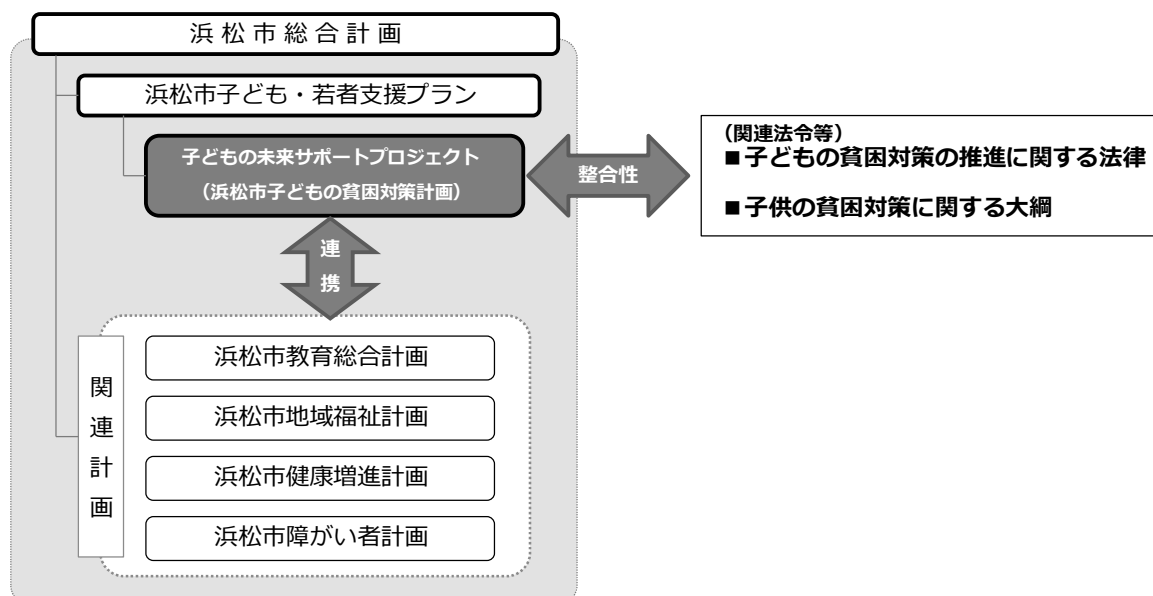 浜松市総合計画
浜松市子ども・若者支援プラン
子どもの未来サポートプロジェクト
（浜松市子どもの貧困対策計画）
整合性
（関連法令等）
■子どもの貧困対策の推進に関する法律
■子供の貧困対策に関する大綱
連携
関連計画
浜松市教育総合計画
浜松市地域福祉計画
浜松市健康増進計画
浜松市障がい者計画